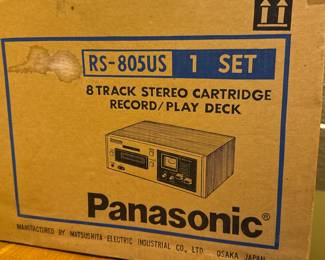 RS-805US 1 SET
8 TRACK STEREO CARTRIDGE
RECORD/PLAY DECK
Panasonic®
MANUFACTURED BY MATSUSHITA ELECTRIC INDUSTRIAL CO., LTD. OSAKA JAPAN